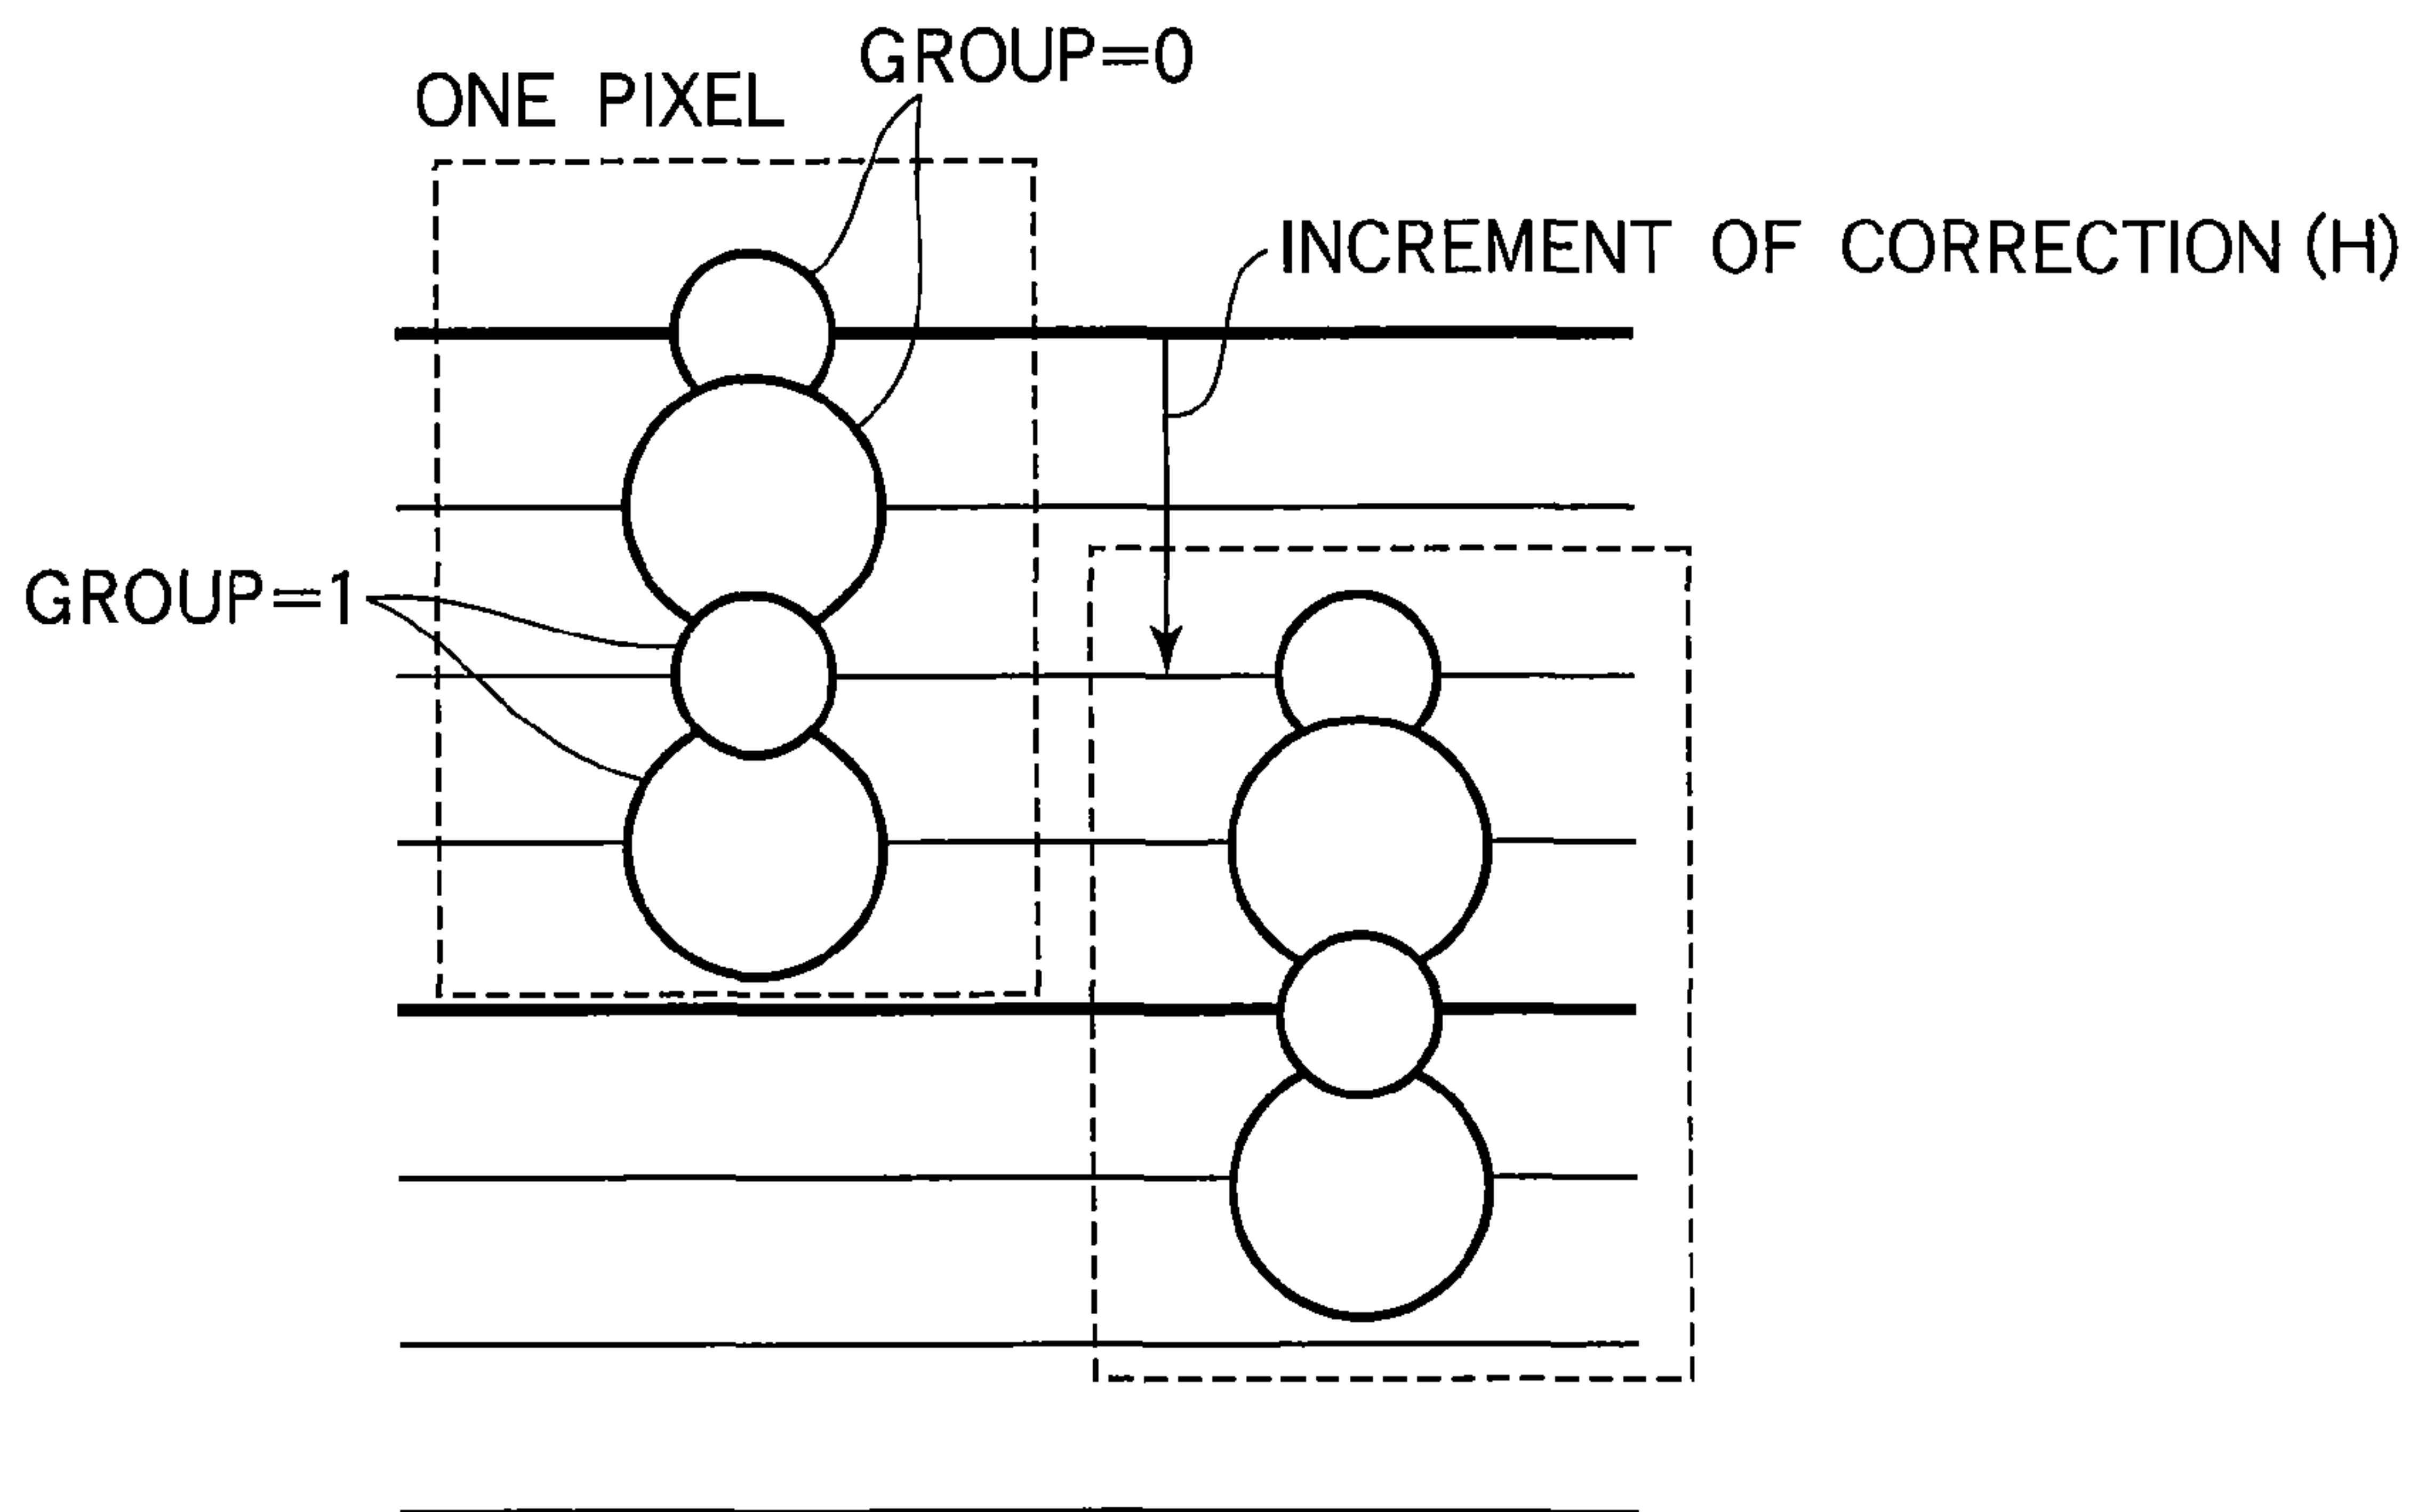 GROUP=0
ONE PIXEL
INCREMENT OF CORRECTION (H)
GROUP=1